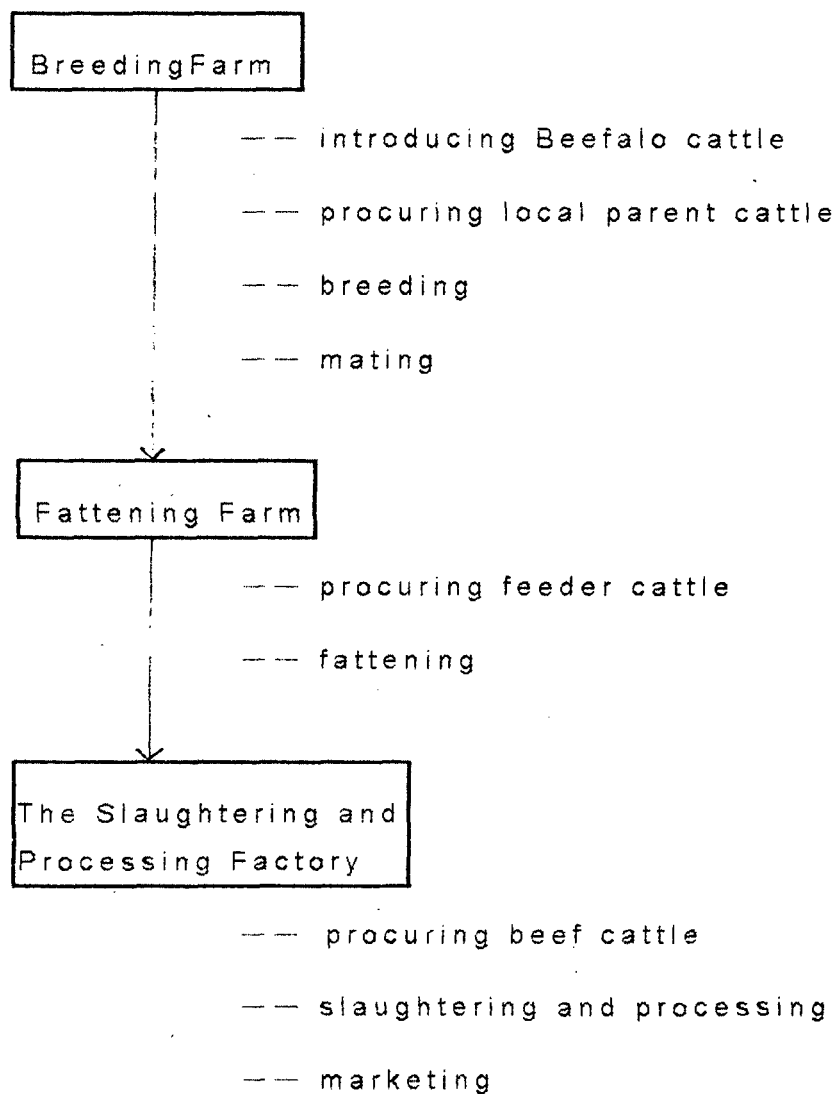 BreedingFarm
—— introducing Beefalo cattle
—— procuring local parent cattle
—— breeding
—— mating
Fattening Farm
—— procuring feeder cattle
—— fattening
The Slaughtering and
Processing Factory
—— procuring beef cattle
—— slaughtering and processing
—— marketing